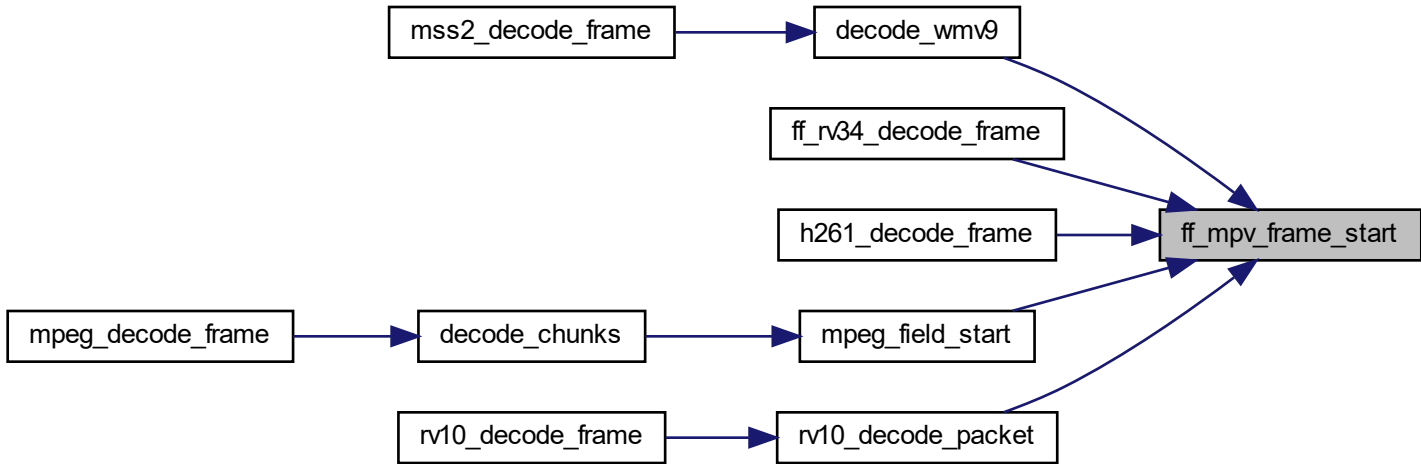 mss2_decode_frame
decode_wmv9
ff_rv34_decode_frame
h261_decode_frame
ff_mpv_frame_start
mpeg_decode_frame
decode_chunks
mpeg_field_start
rv10_decode_frame
rv10_decode_packet